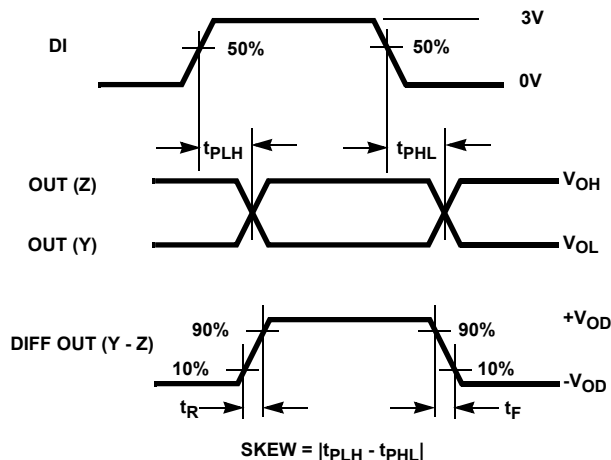 3V
DI
50%
50%
0V
tPLH
tPHL
OUT (Z)
VOH
OUT (Y)
VOL
+VOD
90%
90%
DIFF OUT (Y - Z)
10%
10%
-VOD
tR
tF
SKEW = |tPLH - tPHL|